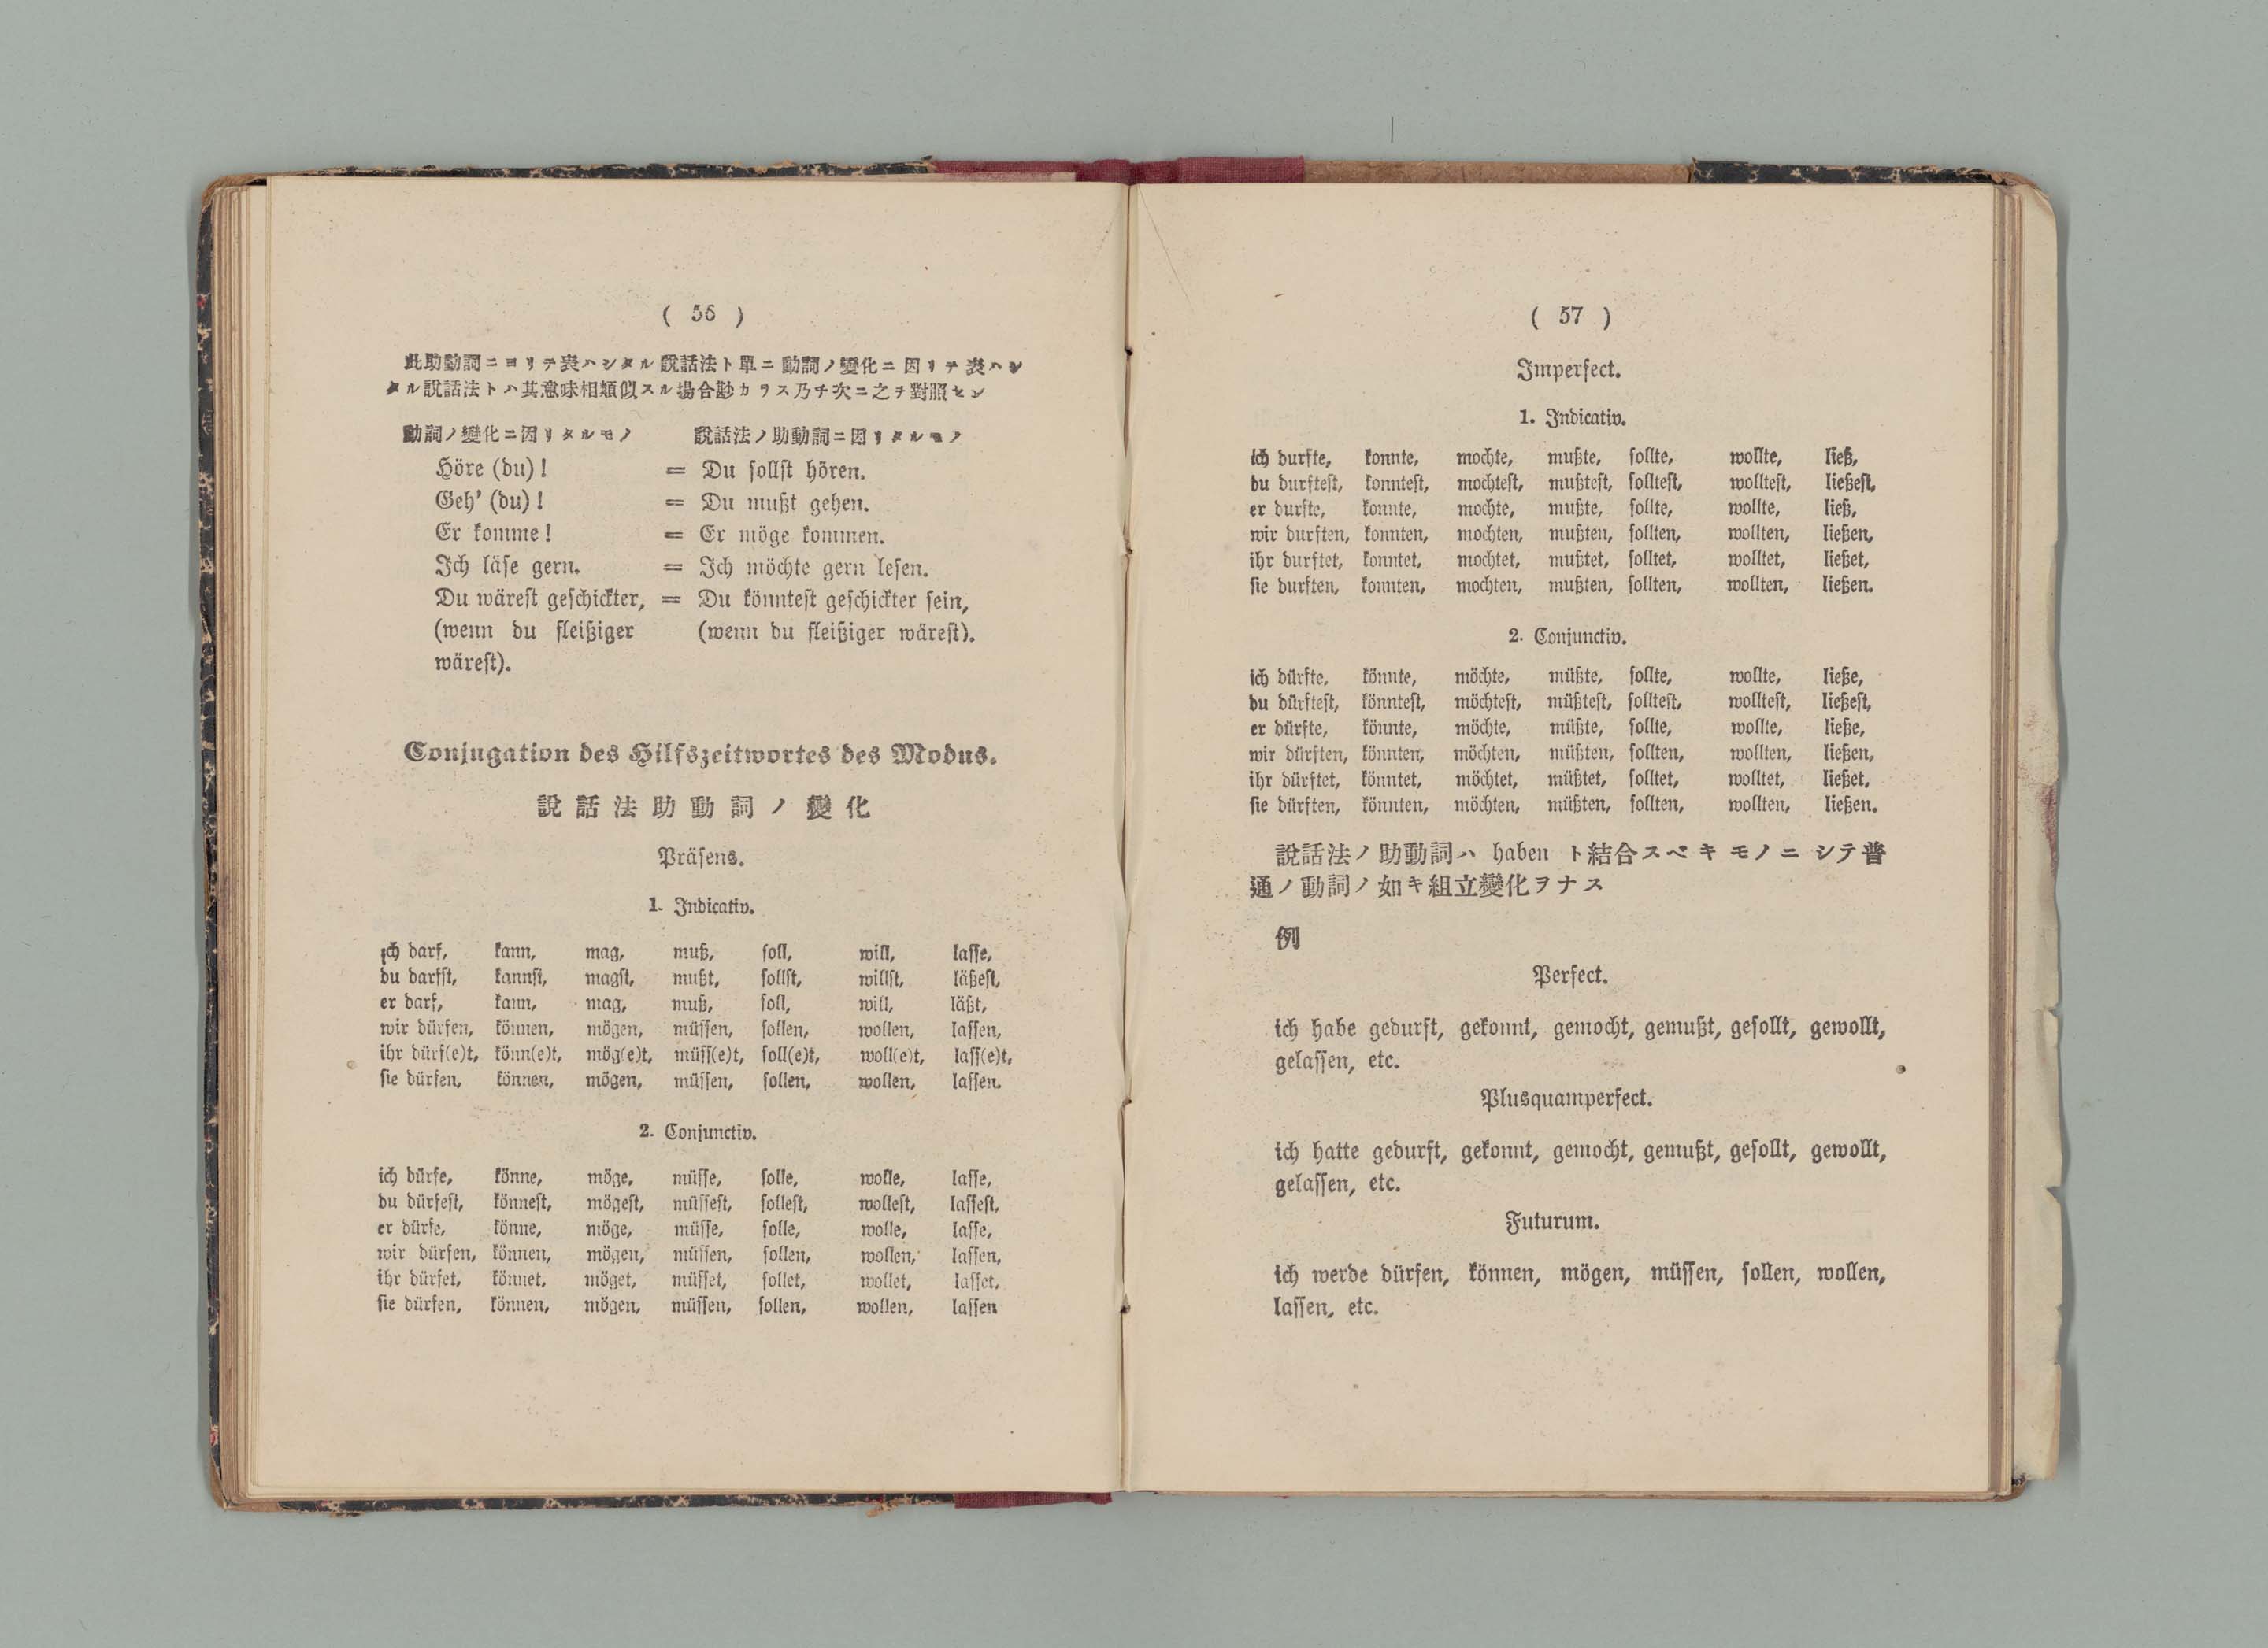 ( 56 )
此助動詞ニヨリテ表ハシタル説話法ト單ニ動詞ノ變化ニ因リテ表ハシ
タル説話法トハ其意味相類似スル塲合尠カラス乃チ次ニ之ヲ對照セン
動詞ノ變化ニ因リタルモノ 説話法ノ助動詞ニ因リタルモノ
Höre (du)! = Du ſollſt hören.
Geh’ (du)! = Du mußt gehen.
Er komme! = Er möge kommen.
Ich läſe gern. = Ich möchte gern leſen.
Du wäreſt geſchickter, = Du könnteſt geſchickter ſein,
(wenn du fleißiger (wenn du fleißiger wäreſt).
wäreſt).
Conjugation des Hilfszeitwortes des Modus.
説話法助動詞ノ變化
Präſens.
1. Indicativ.
ich darf, kann, mag, muß, ſoll, will, laſſe,
du darfſt, kannſt, magſt, mußt, ſollſt, willſt, läßeſt,
er darf, kann, mag, muß, ſoll, will, läßt,
wir dürfen, können, mögen, müſſen, ſollen, wollen, laſſen,
ihr dürf(e)t, könn(e)t, mög(e)t, müſſ(e)t, ſoll(e)t, woll(e)t, laſſ(e)t,
ſie dürfen, können, mögen, müſſen, ſollen, wollen, laſſen.
2. Conjunctiv.
ich dürfe, könne, möge, müſſe, ſolle, wolle, laſſe,
du dürfeſt, könneſt, mögeſt, müſſeſt, ſolleſt, wolleſt, laſſeſt,
er dürfe, könne, möge, müſſe, ſolle, wolle, laſſe,
wir dürfen, können, mögen, müſſen, ſollen, wollen, laſſen,
ihr dürfet, könnet, möget, müſſet, ſollet, wollet, laſſet,
ſie dürfen, können, mögen, müſſen, ſollen, wollen, laſſen
( 57 )
Imperfect.
1. Indicativ.
ich durfte, konnte, mochte, mußte, ſollte, wollte, ließ,
du durfteſt, konnteſt, mochteſt, mußteſt, ſollteſt, wollteſt, ließeſt,
er durfte, konnte, mochte, mußte, ſollte, wollte, ließ,
wir durften, konnten, mochten, mußten, ſollten, wollten, ließen,
ihr durftet, konntet, mochtet, mußtet, ſolltet, wolltet, ließet,
ſie durften, konnten, mochten, mußten, ſollten, wollten, ließen.
2. Conjunctiv.
ich dürfte, könnte, möchte, müßte, ſollte, wollte, ließe,
du dürfteſt, könnteſt, möchteſt, müßteſt, ſollteſt, wollteſt, ließeſt,
er dürfte, könnte, möchte, müßte, ſollte, wollte, ließe,
wir dürften, könnten, möchten, müßten, ſollten, wollten, ließen,
ihr dürftet, könntet, möchtet, müßtet, ſolltet, wolltet, ließet,
ſie dürften, könnten, möchten, müßten, ſollten, wollten, ließen.
説話法ノ助動詞ハ haben ト結合スベキモノニシテ普
通ノ動詞ノ如キ組立變化ヲナス
例
Perfect.
ich habe gedurft, gekonnt, gemocht, gemußt, geſollt, gewollt,
gelaſſen, etc.
Plusquamperfect.
ich hatte gedurft, gekonnt, gemocht, gemußt, geſollt, gewollt,
gelaſſen, etc.
Futurum.
ich werde dürfen, können, mögen, müſſen, ſollen, wollen,
laſſen, etc.